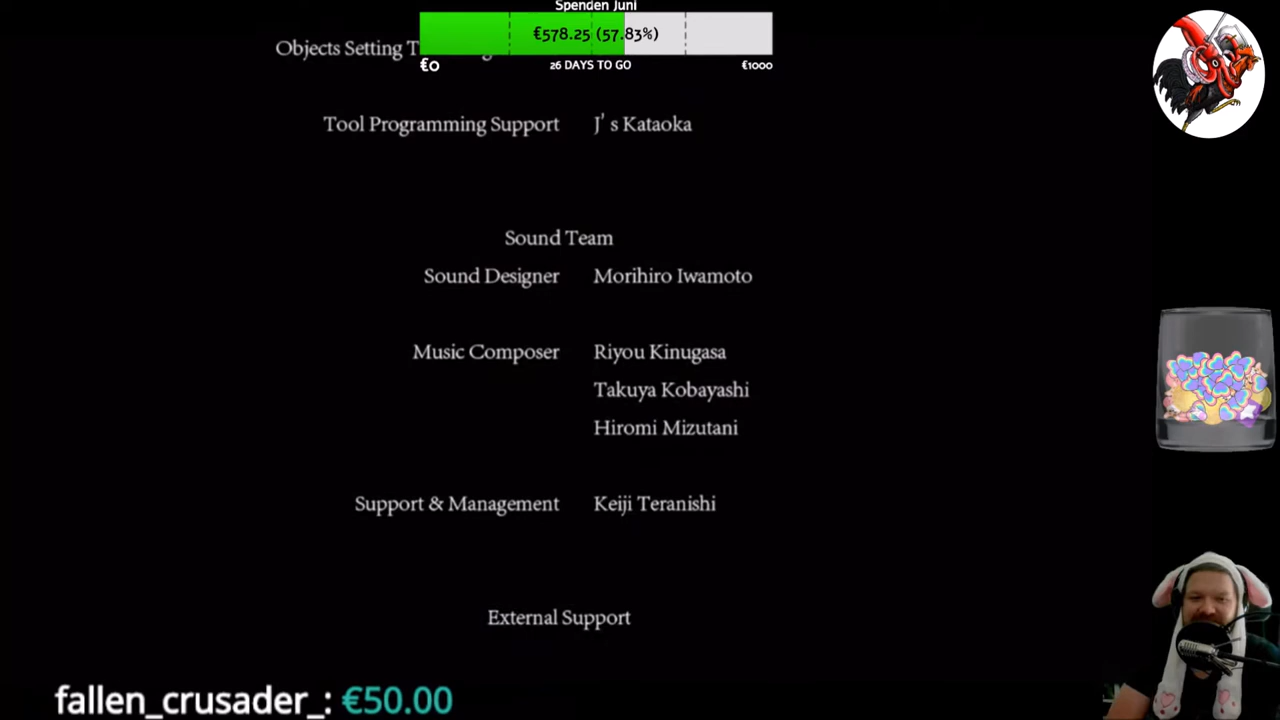 Spenden Juni
€578.25 (57.83%)
€0 26 DAYS TO GO €1000
Objects Setting
Tool Programming Support J's Kataoka
Sound Team
Sound Designer Morihiro Iwamoto
Music Composer Riyou Kinugasa
Takuya Kobayashi
Hiromi Mizutani
Support & Management Keiji Teranishi
External Support
fallen_crusader_: €50.00